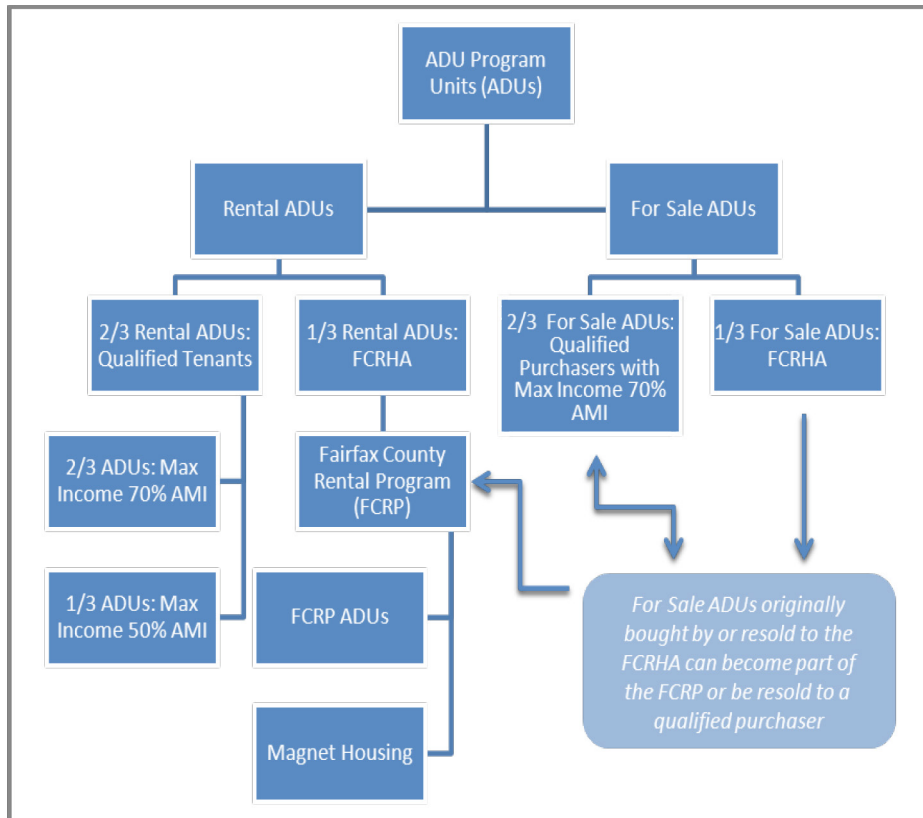 ADU Program
Units (ADUs)
Rental ADUs
For Sale ADUs
2/3 Rental ADUs:
Qualified Tenants
1/3 Rental ADUs:
FCRHA
2/3 For Sale ADUs:
Qualified
Purchasers with
Max Income 70%
AMI
1/3 For Sale ADUs:
FCRHA
2/3 ADUs: Max
Income 70% AMI
Fairfax County
Rental Program
(FCRP)
1/3 ADUs: Max
Income 50% AMI
FCRP ADUs
For Sale ADUs originally
bought by or resold to the
FCRHA can become part of
the FCRP or be resold to a
qualified purchaser
Magnet Housing